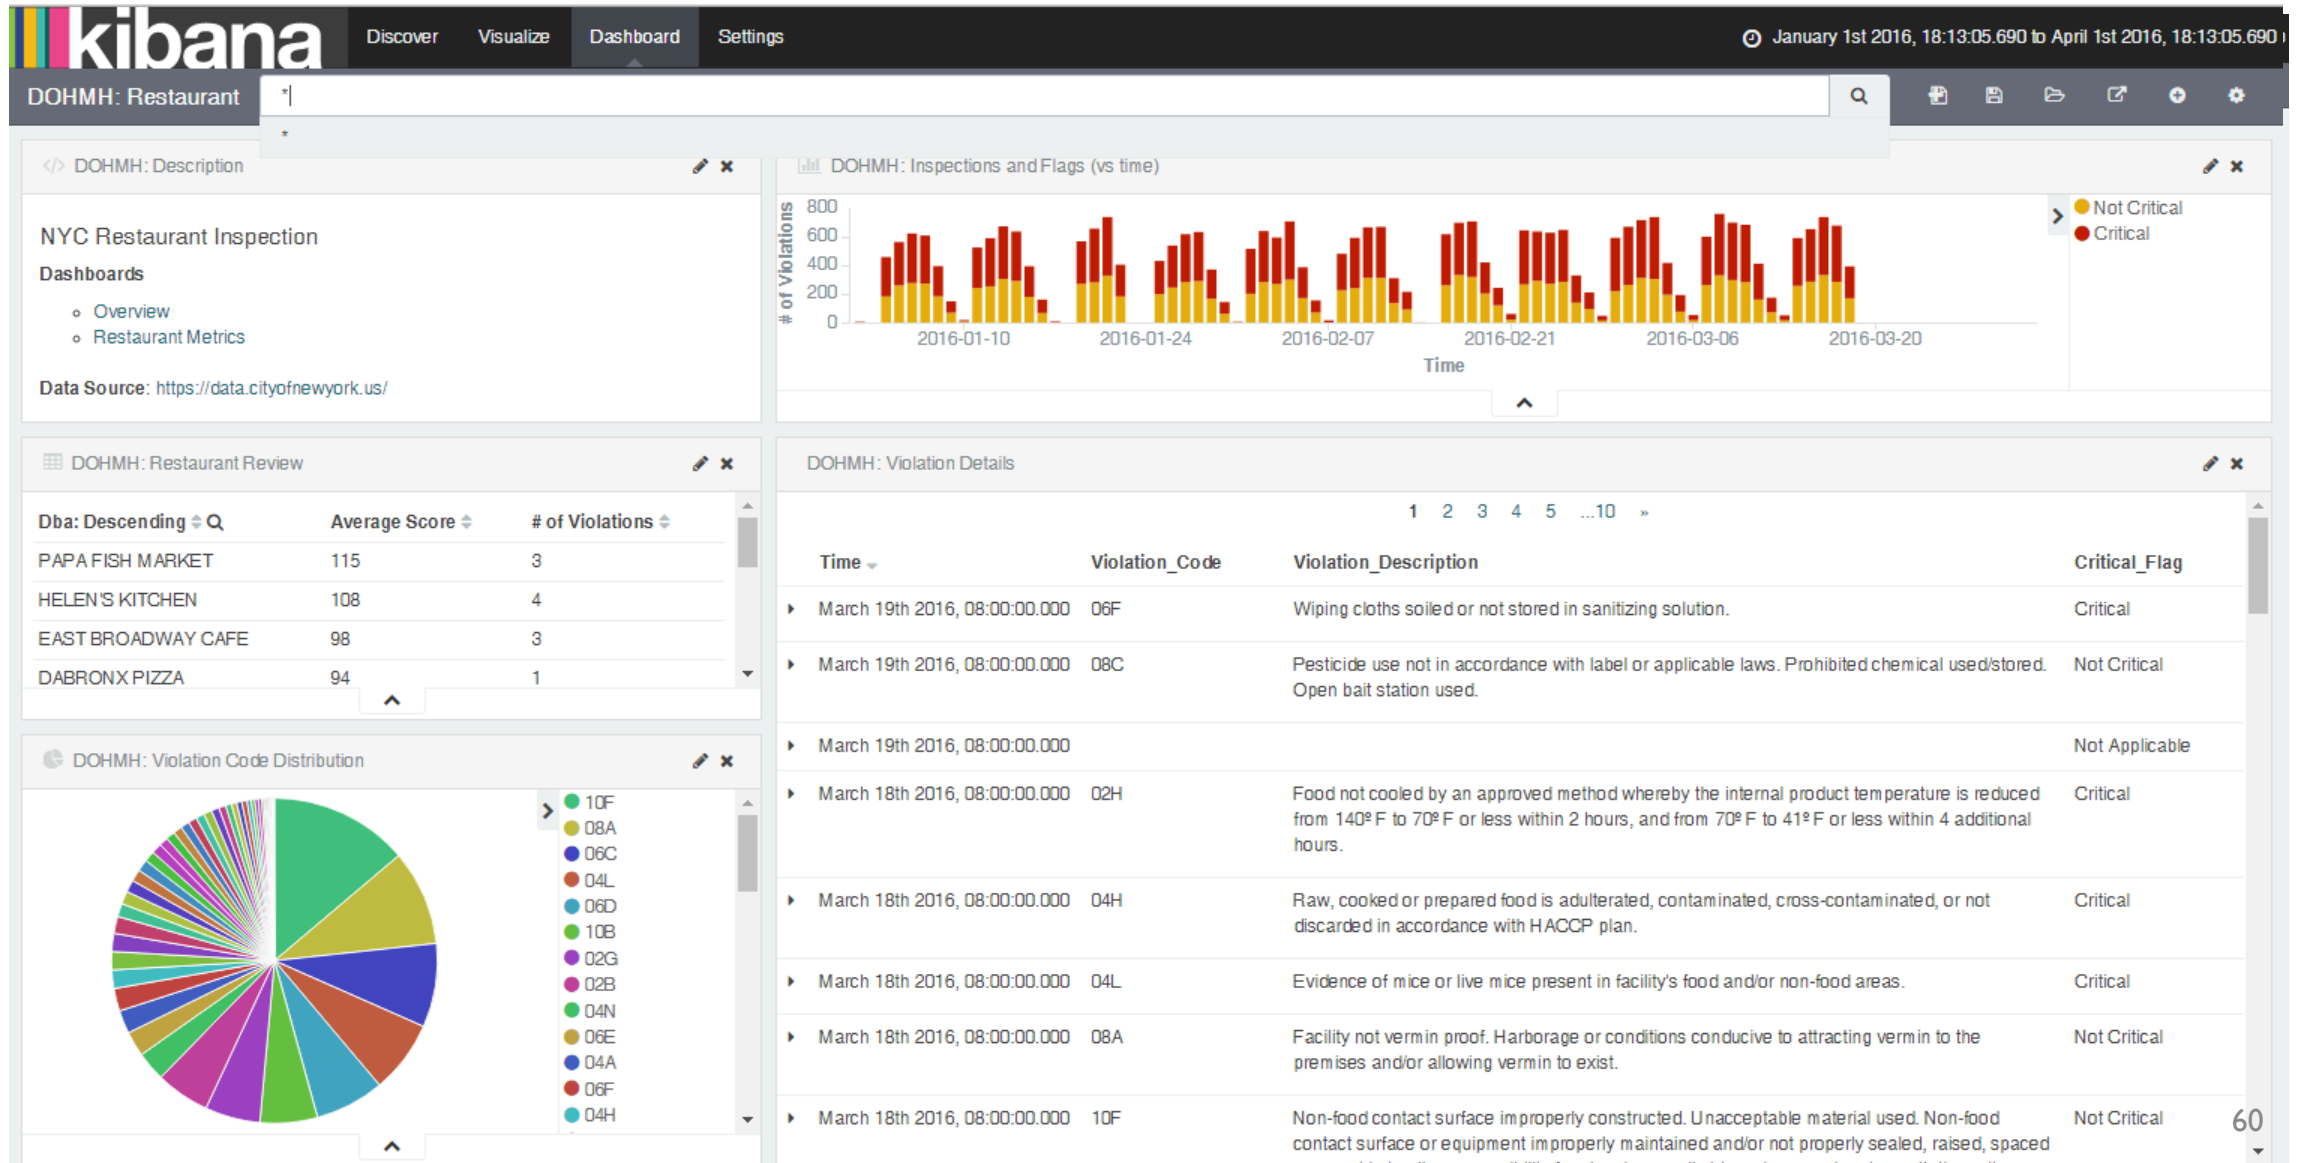 kibana
Discover Visualize Dashboard Settings
January 1st 2016, 18:13:05.690 to April 1st 2016, 18:13:05.690
DOHMH: Restaurant
*
*
DOHMH: Description
NYC Restaurant Inspection
Dashboards
Overview
Restaurant Metrics
Data Source: https://data.cityofnewyork.us/
DOHMH: Inspections and Flags (vs time)
# of Violations
800
600
400
200
0
2016-01-10 2016-01-24 2016-02-07 2016-02-21 2016-03-06 2016-03-20
Time
Not Critical
Critical
DOHMH: Restaurant Review
Dba: Descending Average Score # of Violations
PAPA FISH MARKET 115 3
HELEN'S KITCHEN 108 4
EAST BROADWAY CAFE 98 3
DABRONX PIZZA 94 1
DOHMH: Violation Code Distribution
10F
08A
06C
04L
06D
10B
02G
02B
04N
06E
04A
06F
04H
DOHMH: Violation Details
1 2 3 4 5 ...10 »
Time Violation_Code Violation_Description Critical_Flag
March 19th 2016, 08:00:00.000 06F Wiping cloths soiled or not stored in sanitizing solution. Critical
March 19th 2016, 08:00:00.000 08C Pesticide use not in accordance with label or applicable laws. Prohibited chemical used/stored. Not Critical
Open bait station used.
March 19th 2016, 08:00:00.000 Not Applicable
March 18th 2016, 08:00:00.000 02H Food not cooled by an approved method whereby the internal product temperature is reduced Critical
from 140º F to 70º F or less within 2 hours, and from 70º F to 41º F or less within 4 additional
hours.
March 18th 2016, 08:00:00.000 04H Raw, cooked or prepared food is adulterated, contaminated, cross-contaminated, or not Critical
discarded in accordance with HACCP plan.
March 18th 2016, 08:00:00.000 04L Evidence of mice or live mice present in facility's food and/or non-food areas. Critical
March 18th 2016, 08:00:00.000 08A Facility not vermin proof. Harborage or conditions conducive to attracting vermin to the Not Critical
premises and/or allowing vermin to exist.
March 18th 2016, 08:00:00.000 10F Non-food contact surface improperly constructed. Unacceptable material used. Non-food Not Critical
contact surface or equipment improperly maintained and/or not properly sealed, raised, spaced
60